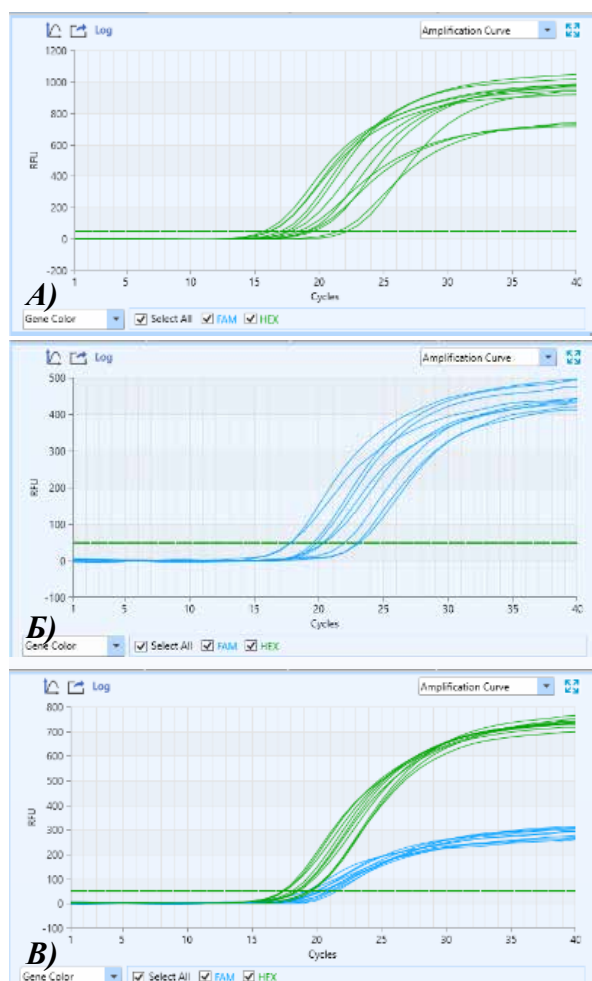 Log Amplification Curve
1200
1000
800
600
400
200
0
-200
RFU
1 5 10 15 20 25 30 35 40
Cycles
А)
Gene Color Select All FAM HEX
Log Amplification Curve
500
400
300
200
100
0
-100
RFU
1 5 10 15 20 25 30 35 40
Cycles
Б)
Gene Color Select All FAM HEX
Log Amplification Curve
800
700
600
500
400
300
200
100
0
-100
RFU
1 5 10 15 20 25 30 35 40
Cycles
В)
Gene Color Select All FAM HEX